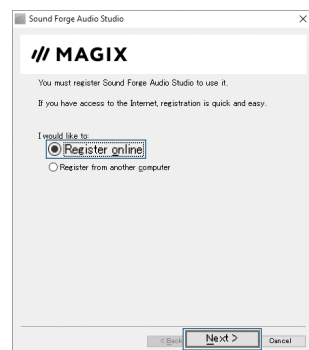 Sound Forge Audio Studio
MAGIX
You must register Sound Forge Audio Studio to use it.
If you have access to the Internet, registration is quick and easy.
I would like to:
Register online
Register from another computer
< Back Next > Cancel